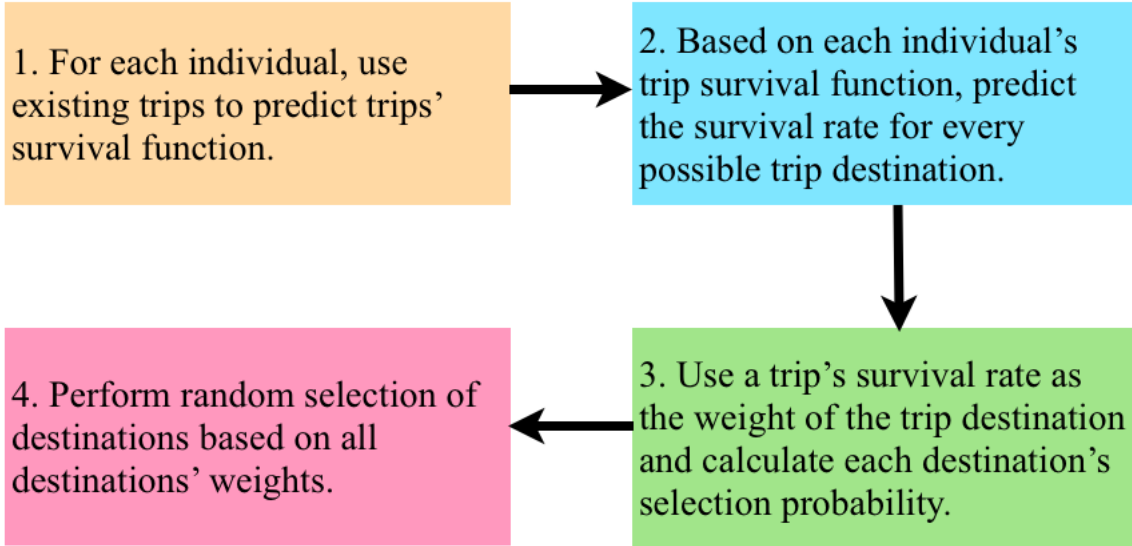 1. For each individual, use
existing trips to predict trips’
survival function.
2. Based on each individual’s
trip survival function, predict
the survival rate for every
possible trip destination.
3. Use a trip’s survival rate as
the weight of the trip destination
and calculate each destination’s
selection probability.
4. Perform random selection of
destinations based on all
destinations’ weights.